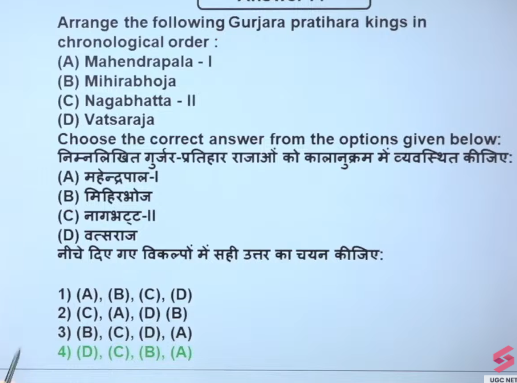 Arrange the following Gurjara pratihara kings in
chronological order :
(A) Mahendrapala - I
(B) Mihirabhoja
(C) Nagabhatta - II
(D) Vatsaraja
Choose the correct answer from the options given below:
निम्नलिखित गुर्जर-प्रतिहार राजाओं को कालानुक्रम में व्यवस्थित कीजिए:
(A) महेन्द्रपाल-I
(B) मिहिरभोज
(C) नागभट्ट-II
(D) वत्सराज
नीचे दिए गए विकल्पों में सही उत्तर का चयन कीजिए:
1) (A), (B), (C), (D)
2) (C), (A), (D) (B)
3) (B), (C), (D), (A)
4) (D), (C), (B), (A)
UGC NET